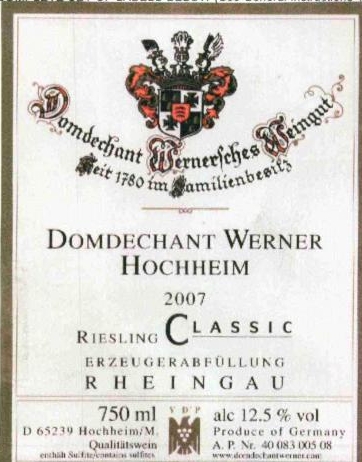 Domdechant Wernersches Weingut
Seit 1780 im Familienbesitz
DOMDECHANT WERNER
HOCHHEIM
2007
RIESLING CLASSIC
ERZEUGERABFÜLLUNG
RHEINGAU
750 ml VDP alc 12.5 % vol
D 65239 Hochheim/M. Produce of Germany
Qualitätswein A. P. Nr. 40 083 005 08
enthält Sulfite/contains sulfites www.domdechantwerner.com